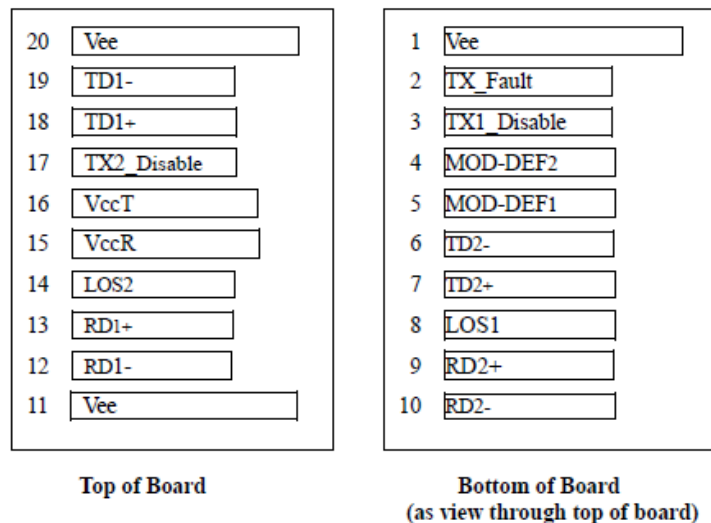 20 Vee
19 TD1-
18 TD1+
17 TX2_Disable
16 VccT
15 VccR
14 LOS2
13 RD1+
12 RD1-
11 Vee
Top of Board
1 Vee
2 TX_Fault
3 TX1_Disable
4 MOD-DEF2
5 MOD-DEF1
6 TD2-
7 TD2+
8 LOS1
9 RD2+
10 RD2-
Bottom of Board
(as view through top of board)